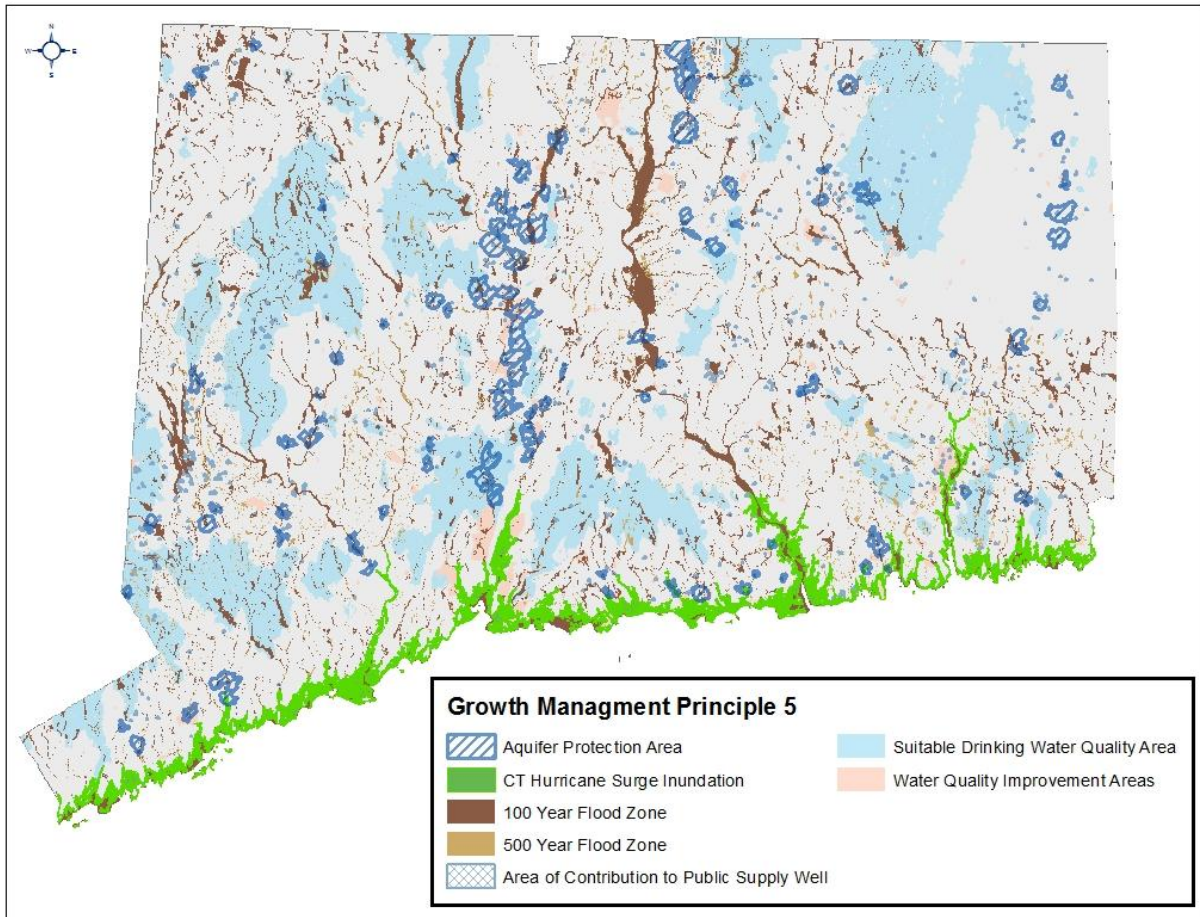 N
W E
S
Growth Managment Principle 5
Aquifer Protection Area
CT Hurricane Surge Inundation
100 Year Flood Zone
500 Year Flood Zone
Area of Contribution to Public Supply Well
Suitable Drinking Water Quality Area
Water Quality Improvement Areas